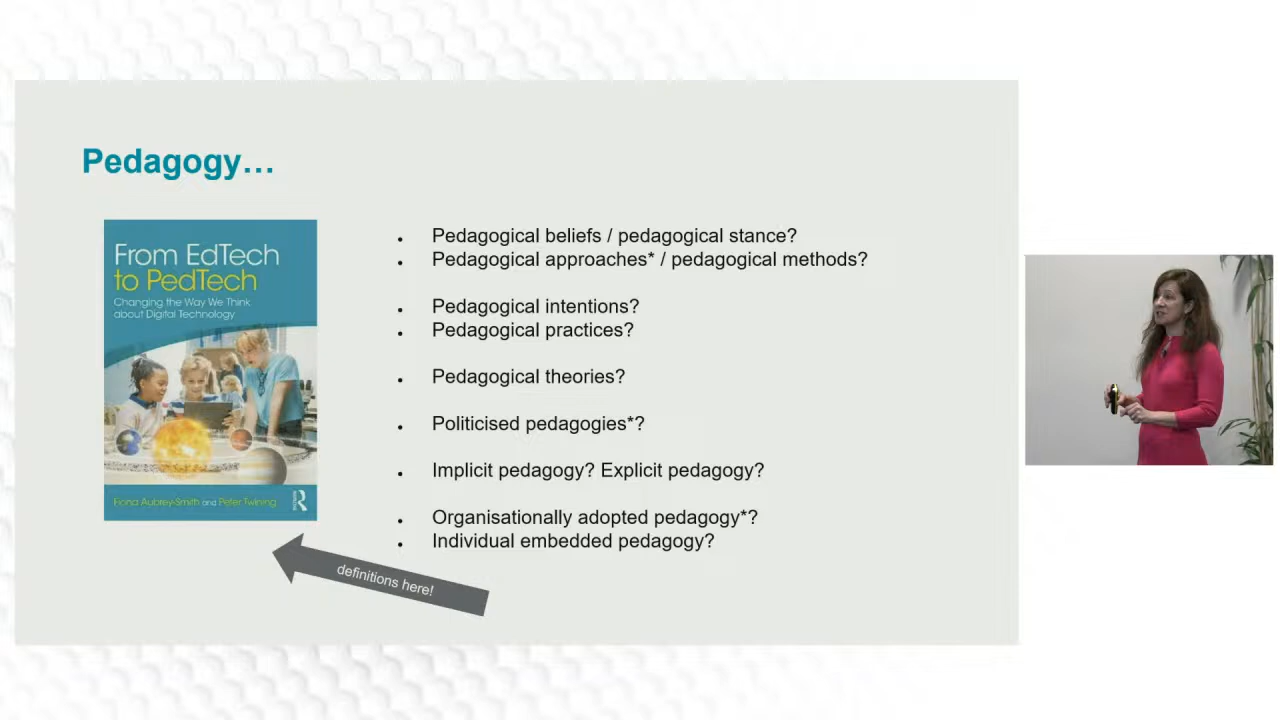 Pedagogy…
From EdTech
to PedTech
Changing the Way We Think
about Digital Technology
Fiona Aubrey-Smith and Peter Twining
Pedagogical beliefs / pedagogical stance?
Pedagogical approaches* / pedagogical methods?
Pedagogical intentions?
Pedagogical practices?
Pedagogical theories?
Politicised pedagogies*?
Implicit pedagogy? Explicit pedagogy?
Organisationally adopted pedagogy*?
Individual embedded pedagogy?
definitions here!